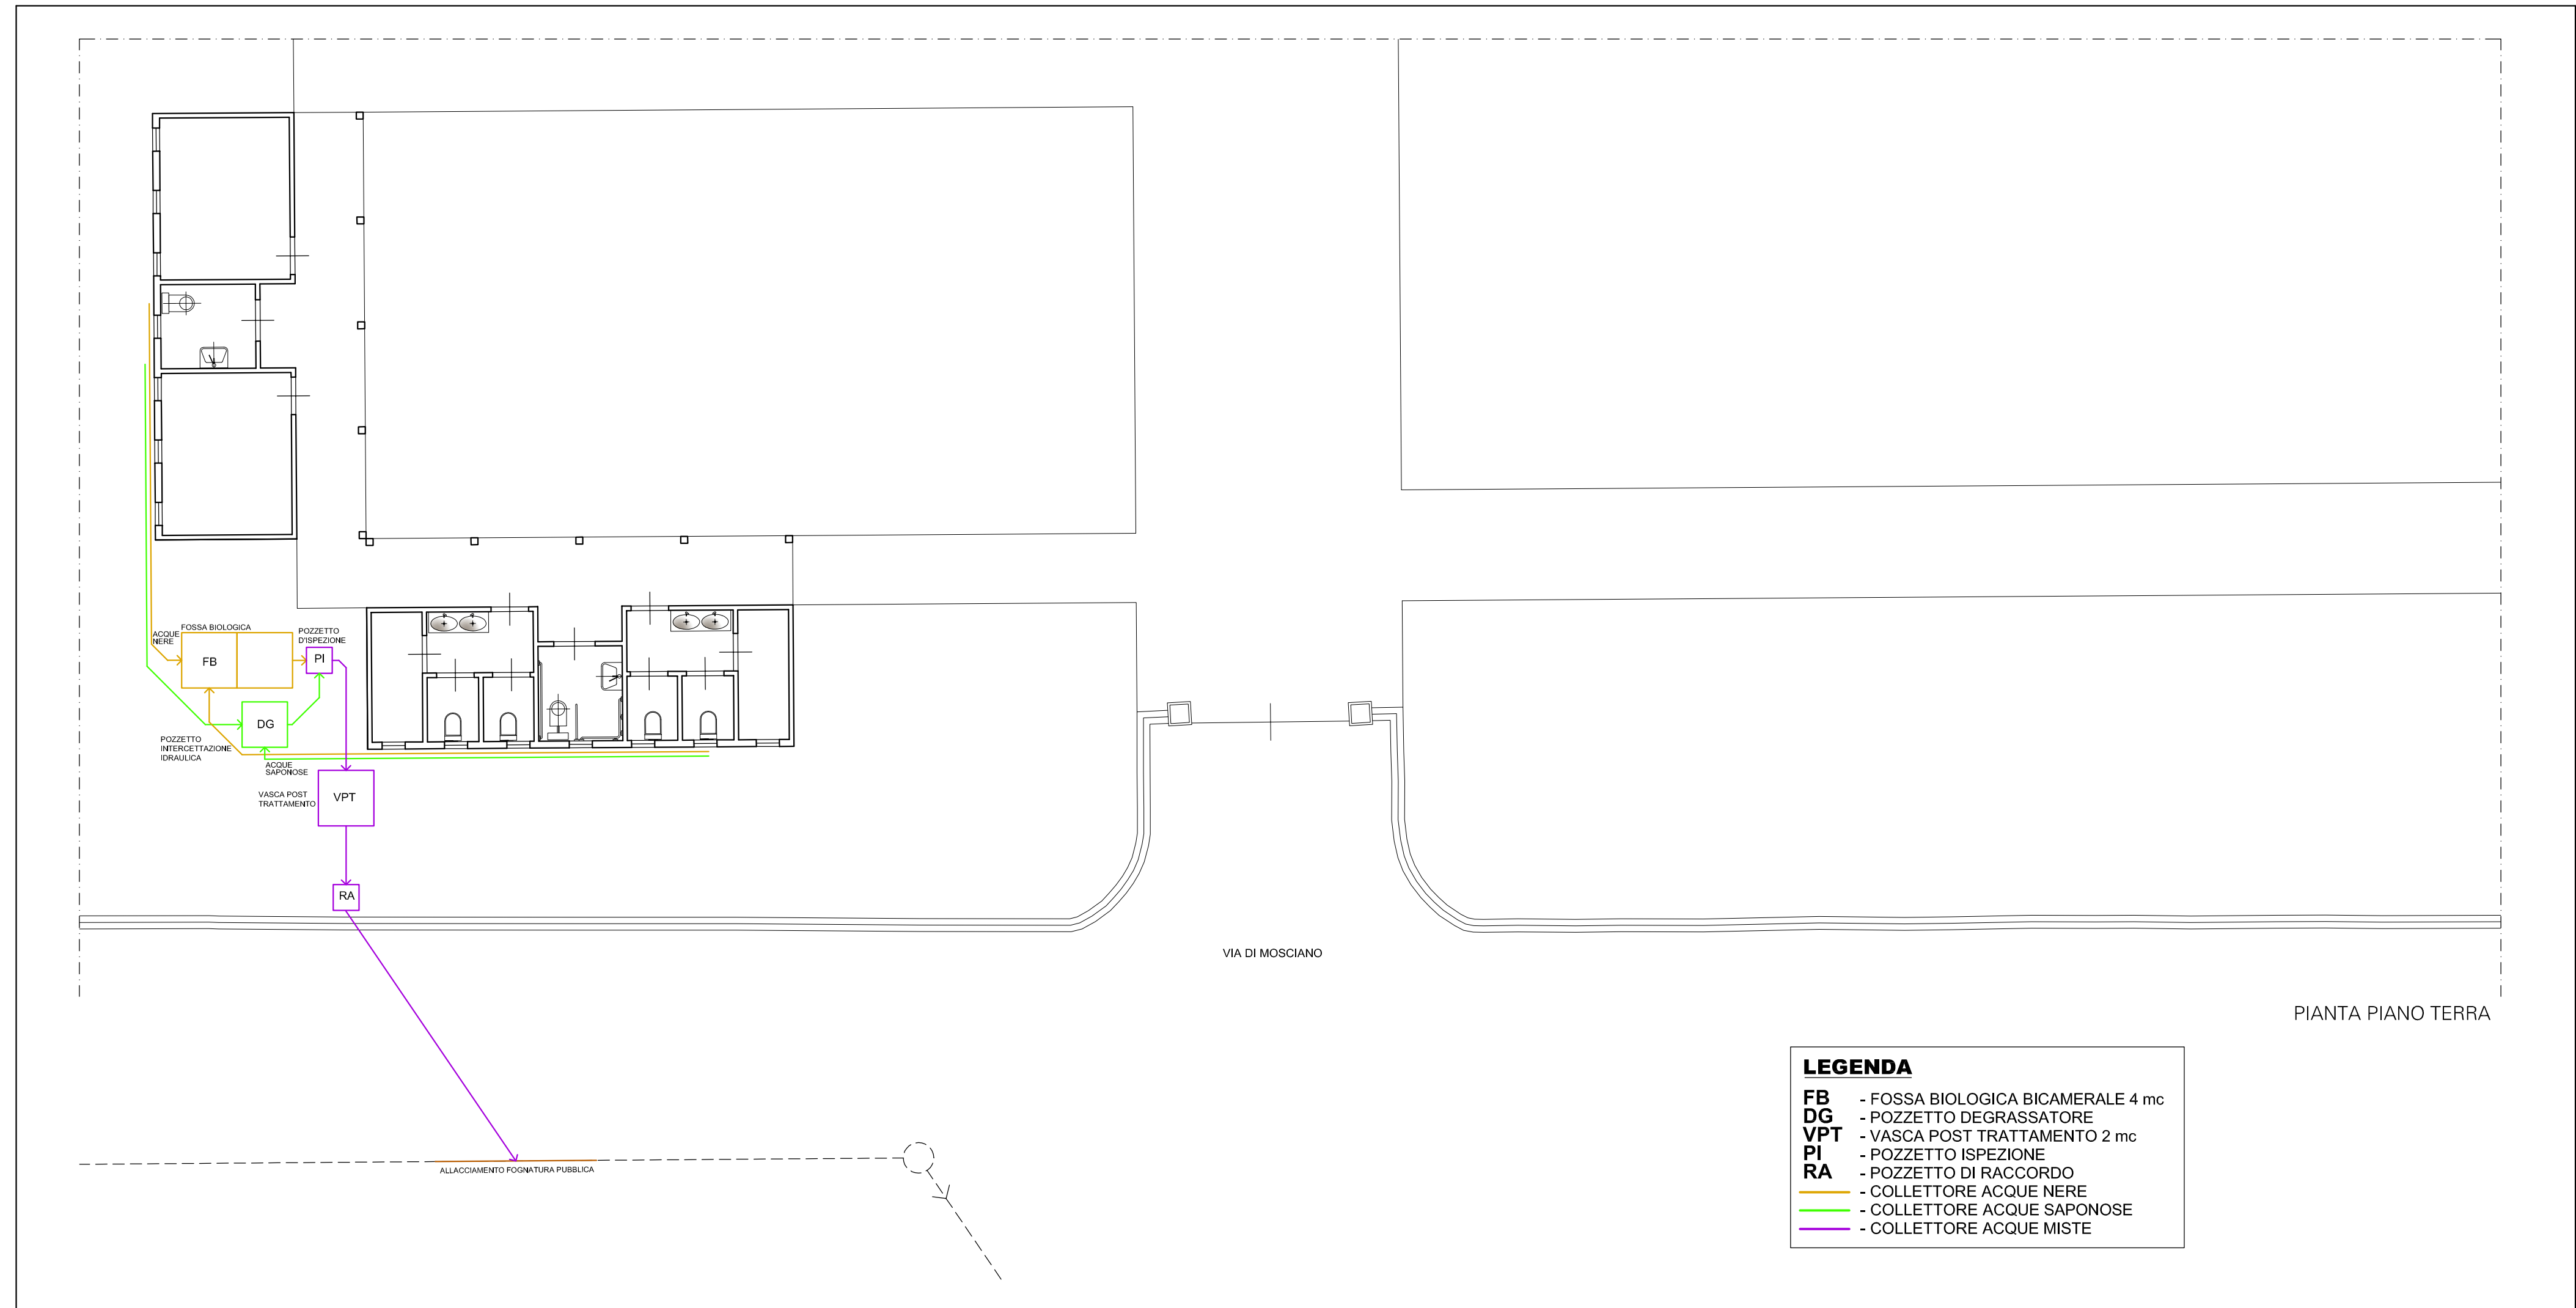 ACQUE
NERE
FOSSA BIOLOGICA
POZZETTO
D'ISPEZIONE
FB
PI
DG
POZZETTO
INTERCETTAZIONE
IDRAULICA
ACQUE
SAPONOSE
VASCA POST
TRATTAMENTO
VPT
RA
VIA DI MOSCIANO
PIANTA PIANO TERRA
ALLACCIAMENTO FOGNATURA PUBBLICA
LEGENDA
FB - FOSSA BIOLOGICA BICAMERALE 4 mc
DG - POZZETTO DEGRASSATORE
VPT - VASCA POST TRATTAMENTO 2 mc
PI - POZZETTO ISPEZIONE
RA - POZZETTO DI RACCORDO
- COLLETTORE ACQUE NERE
- COLLETTORE ACQUE SAPONOSE
- COLLETTORE ACQUE MISTE